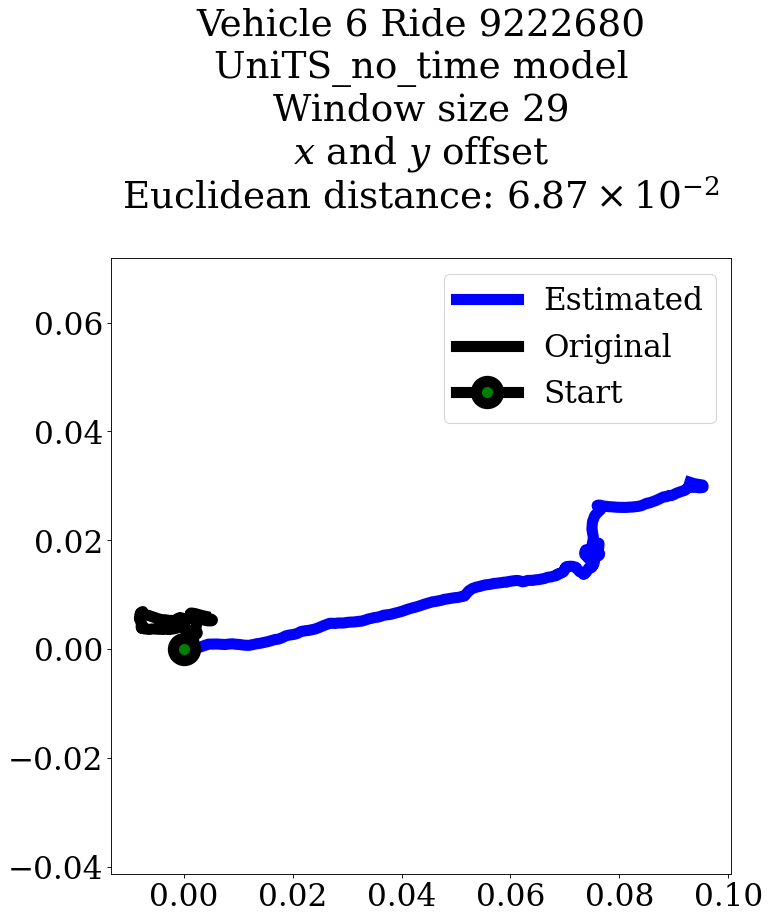 Vehicle 6 Ride 9222680
UniTS_no_time model
Window size 29
x and y offset
Euclidean distance: 6.87 × 10⁻²
Estimated
Original
Start
0.06
0.04
0.02
0.00
−0.02
−0.04
0.00 0.02 0.04 0.06 0.08 0.10